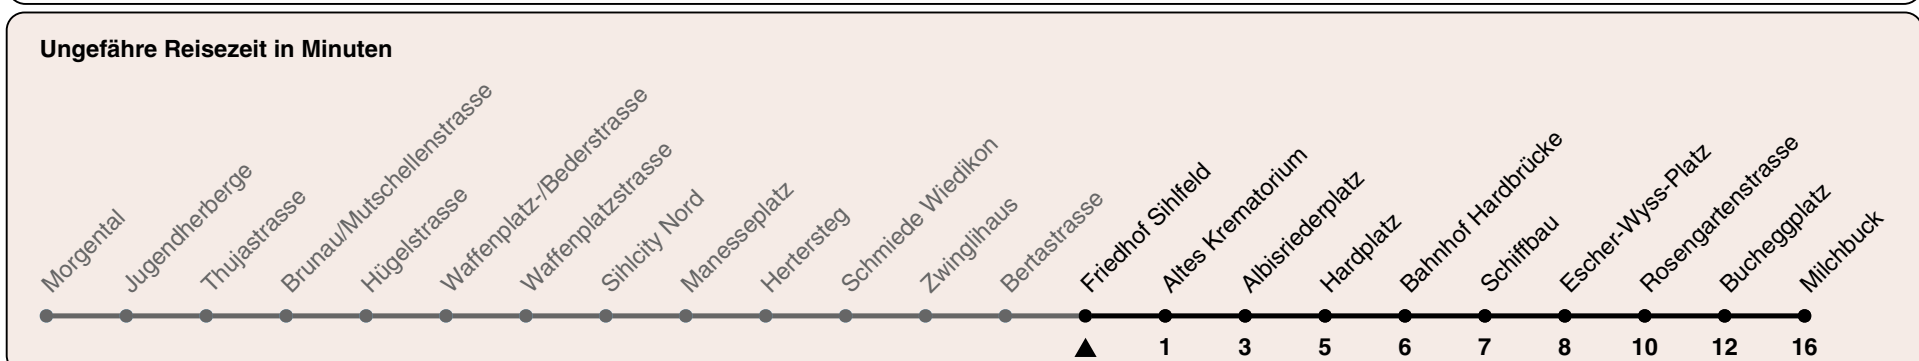 Ungefähre Reisezeit in Minuten
Morgental
Jugendherberge
Thujastrasse
Brunau/Mutschellenstrasse
Hügelstrasse
Waffenplatz-/Bederstrasse
Waffenplatzstrasse
Sihlcity Nord
Manesseplatz
Hertersteg
Schmiede Wiedikon
Zwinglihaus
Bertastrasse
Friedhof Sihlfeld
Altes Krematorium
Albisriederplatz
Hardplatz
Bahnhof Hardbrücke
Schiffbau
Escher-Wyss-Platz
Rosengartenstrasse
Bucheggplatz
Milchbuck
1 3 5 6 7 8 10 12 16